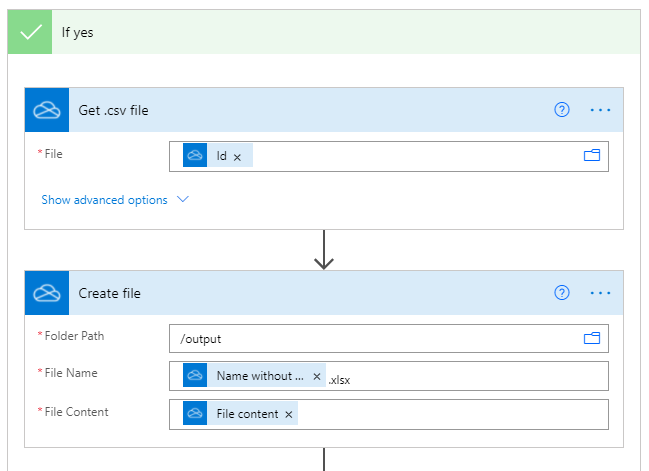 If yes
Get .csv file
*File
Id ×
Show advanced options
Create file
*Folder Path
/output
*File Name
Name without ... × .xlsx
*File Content
File content ×